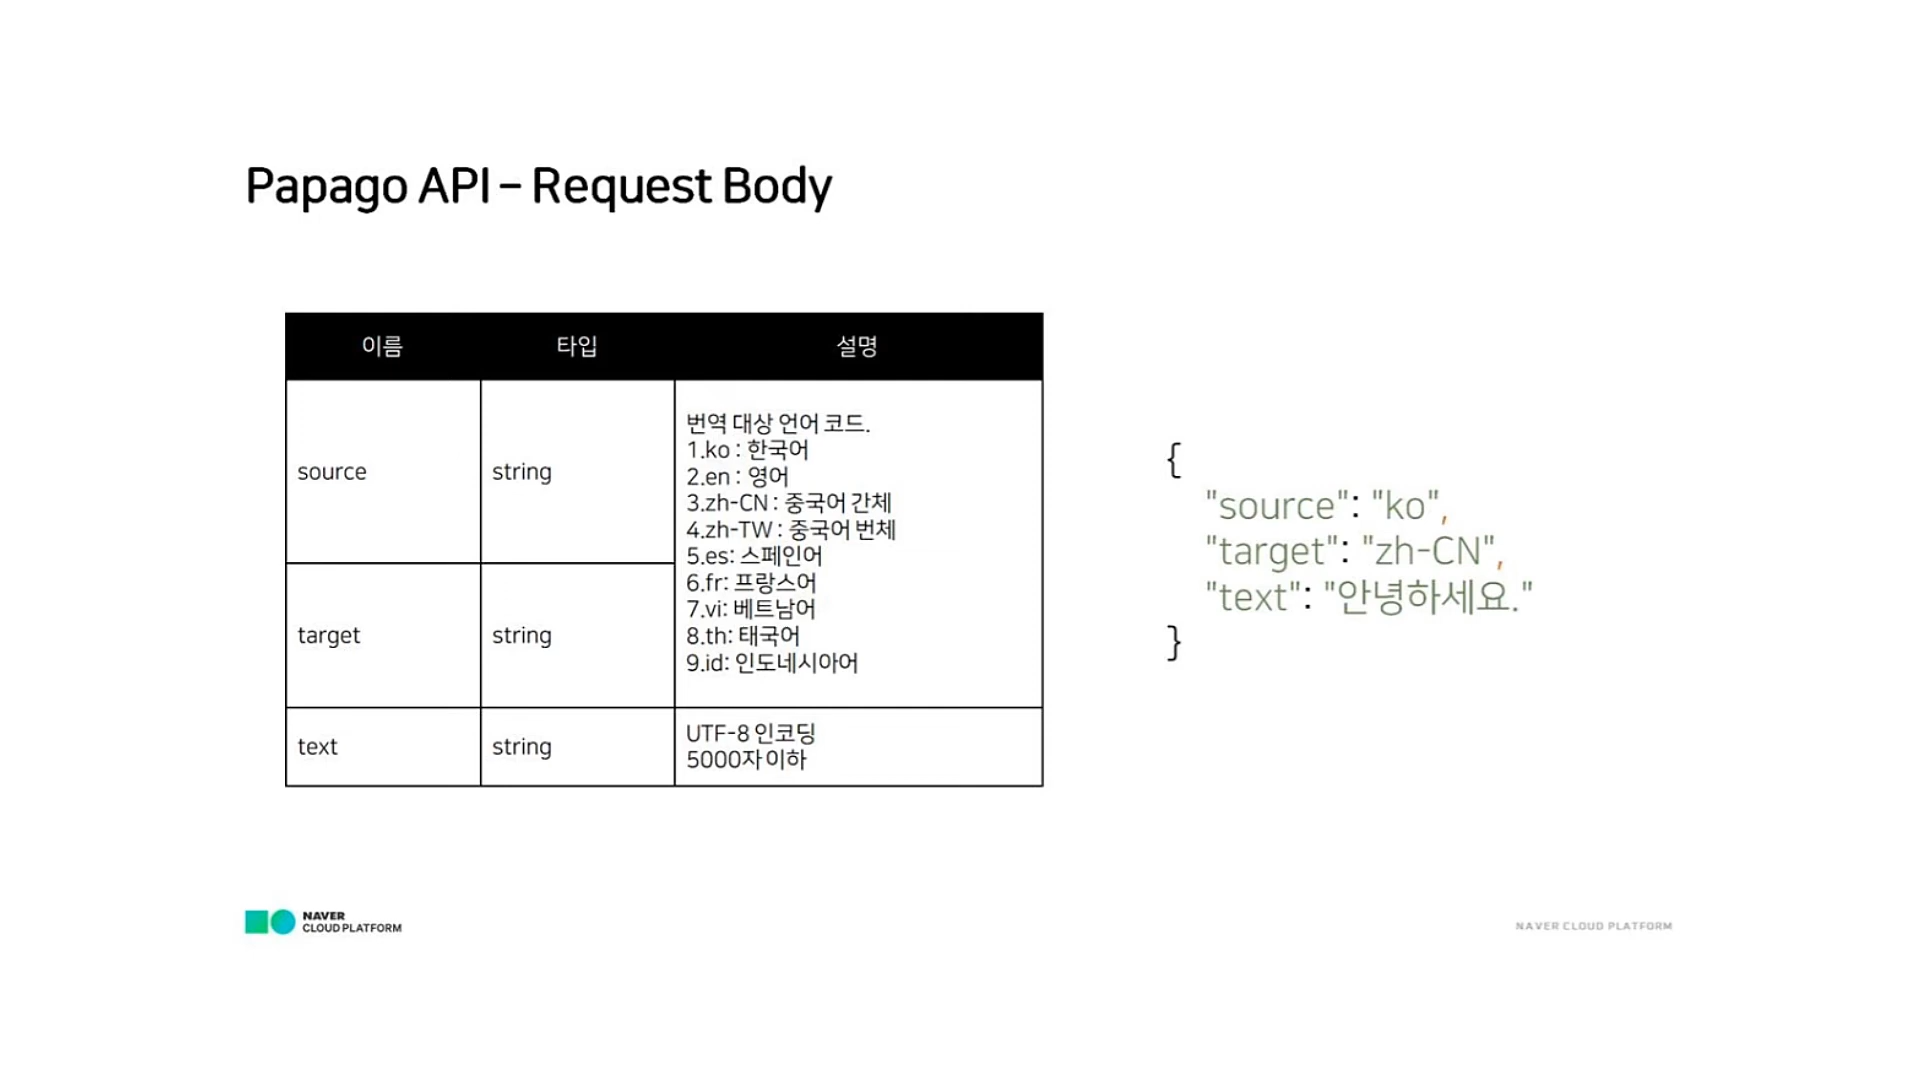 Papago API – Request Body
이름 타입 설명
source string
번역 대상 언어 코드.
1.ko : 한국어
2.en : 영어
3.zh-CN : 중국어 간체
4.zh-TW : 중국어 번체
5.es: 스페인어
6.fr: 프랑스어
7.vi: 베트남어
8.th: 태국어
9.id: 인도네시아어
target string
text string
UTF-8 인코딩
5000자 이하
{
"source": "ko",
"target": "zh-CN",
"text": "안녕하세요."
}
NAVER
CLOUD PLATFORM
NAVER CLOUD PLATFORM